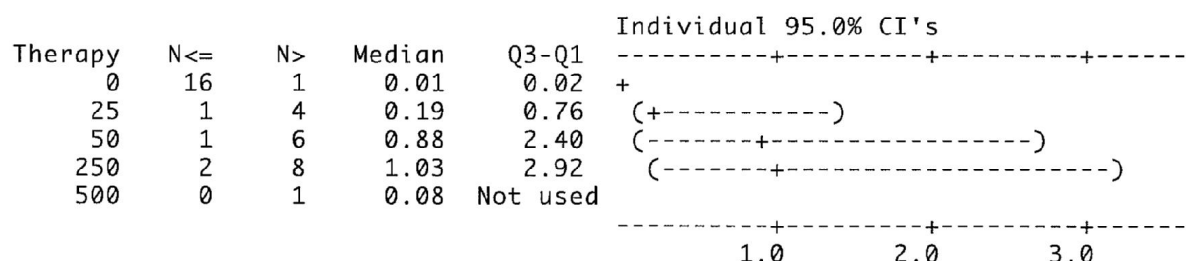 Individual 95.0% CI's
Therapy N<= N> Median Q3-Q1 ----------+---------+---------+------
0 16 1 0.01 0.02 +
25 1 4 0.19 0.76 (+-----------)
50 1 6 0.88 2.40 (-------+------------------)
250 2 8 1.03 2.92 (-------+---------------------)
500 0 1 0.08 Not used
----------+---------+---------+------
1.0 2.0 3.0